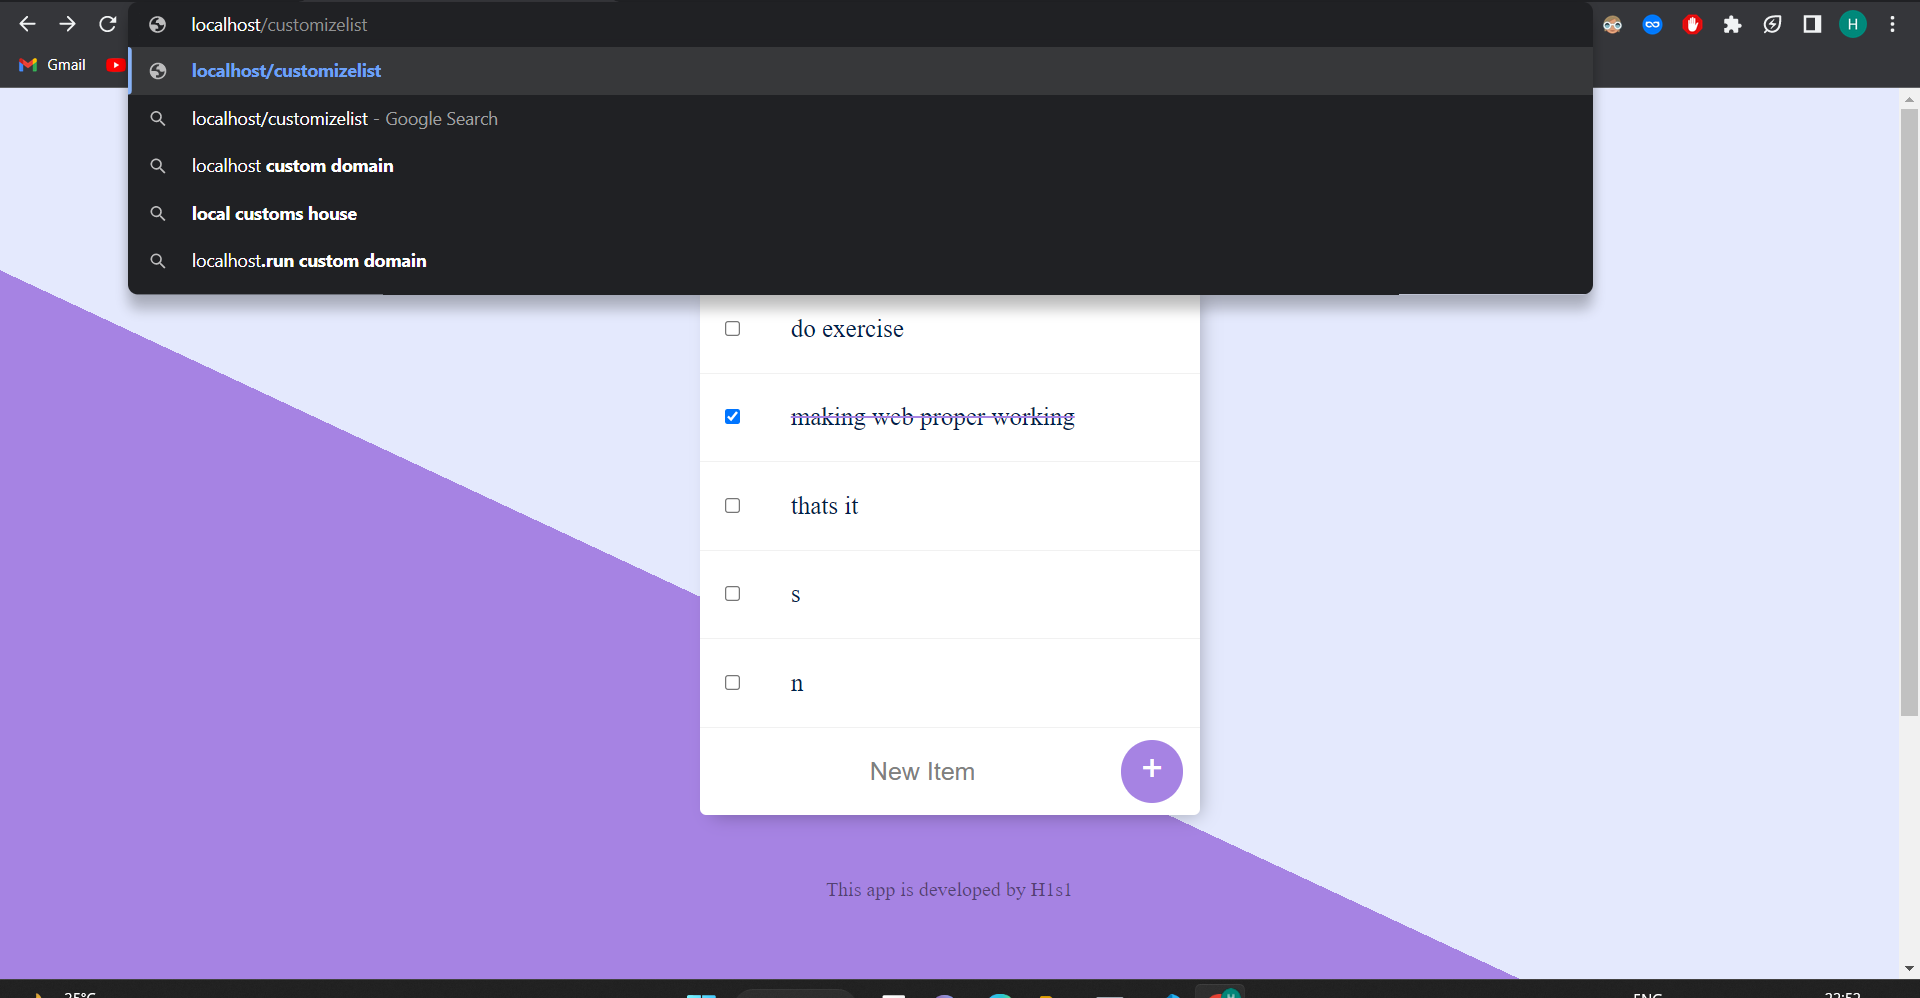 localhost/customizelist
H
Gmail
localhost/customizelist
localhost/customizelist - Google Search
localhost custom domain
local customs house
localhost.run custom domain
do exercise
making web proper working
thats it
s
n
New Item
+
This app is developed by H1s1
25°C
H
ENG
22:52